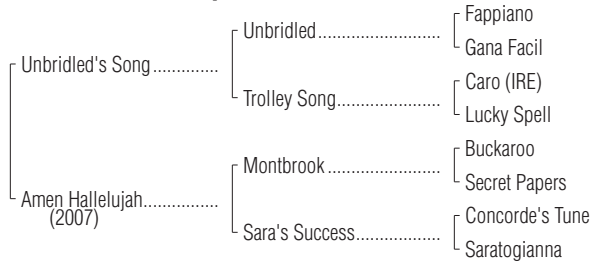 Fappiano
Unbridled........................
Gana Facil
Unbridled's Song.............
Caro (IRE)
Trolley Song....................
Lucky Spell
Buckaroo
Montbrook ......................
Secret Papers
Amen Hallelujah...............
(2007)
Concorde's Tune
Sara's Success.................
Saratogianna